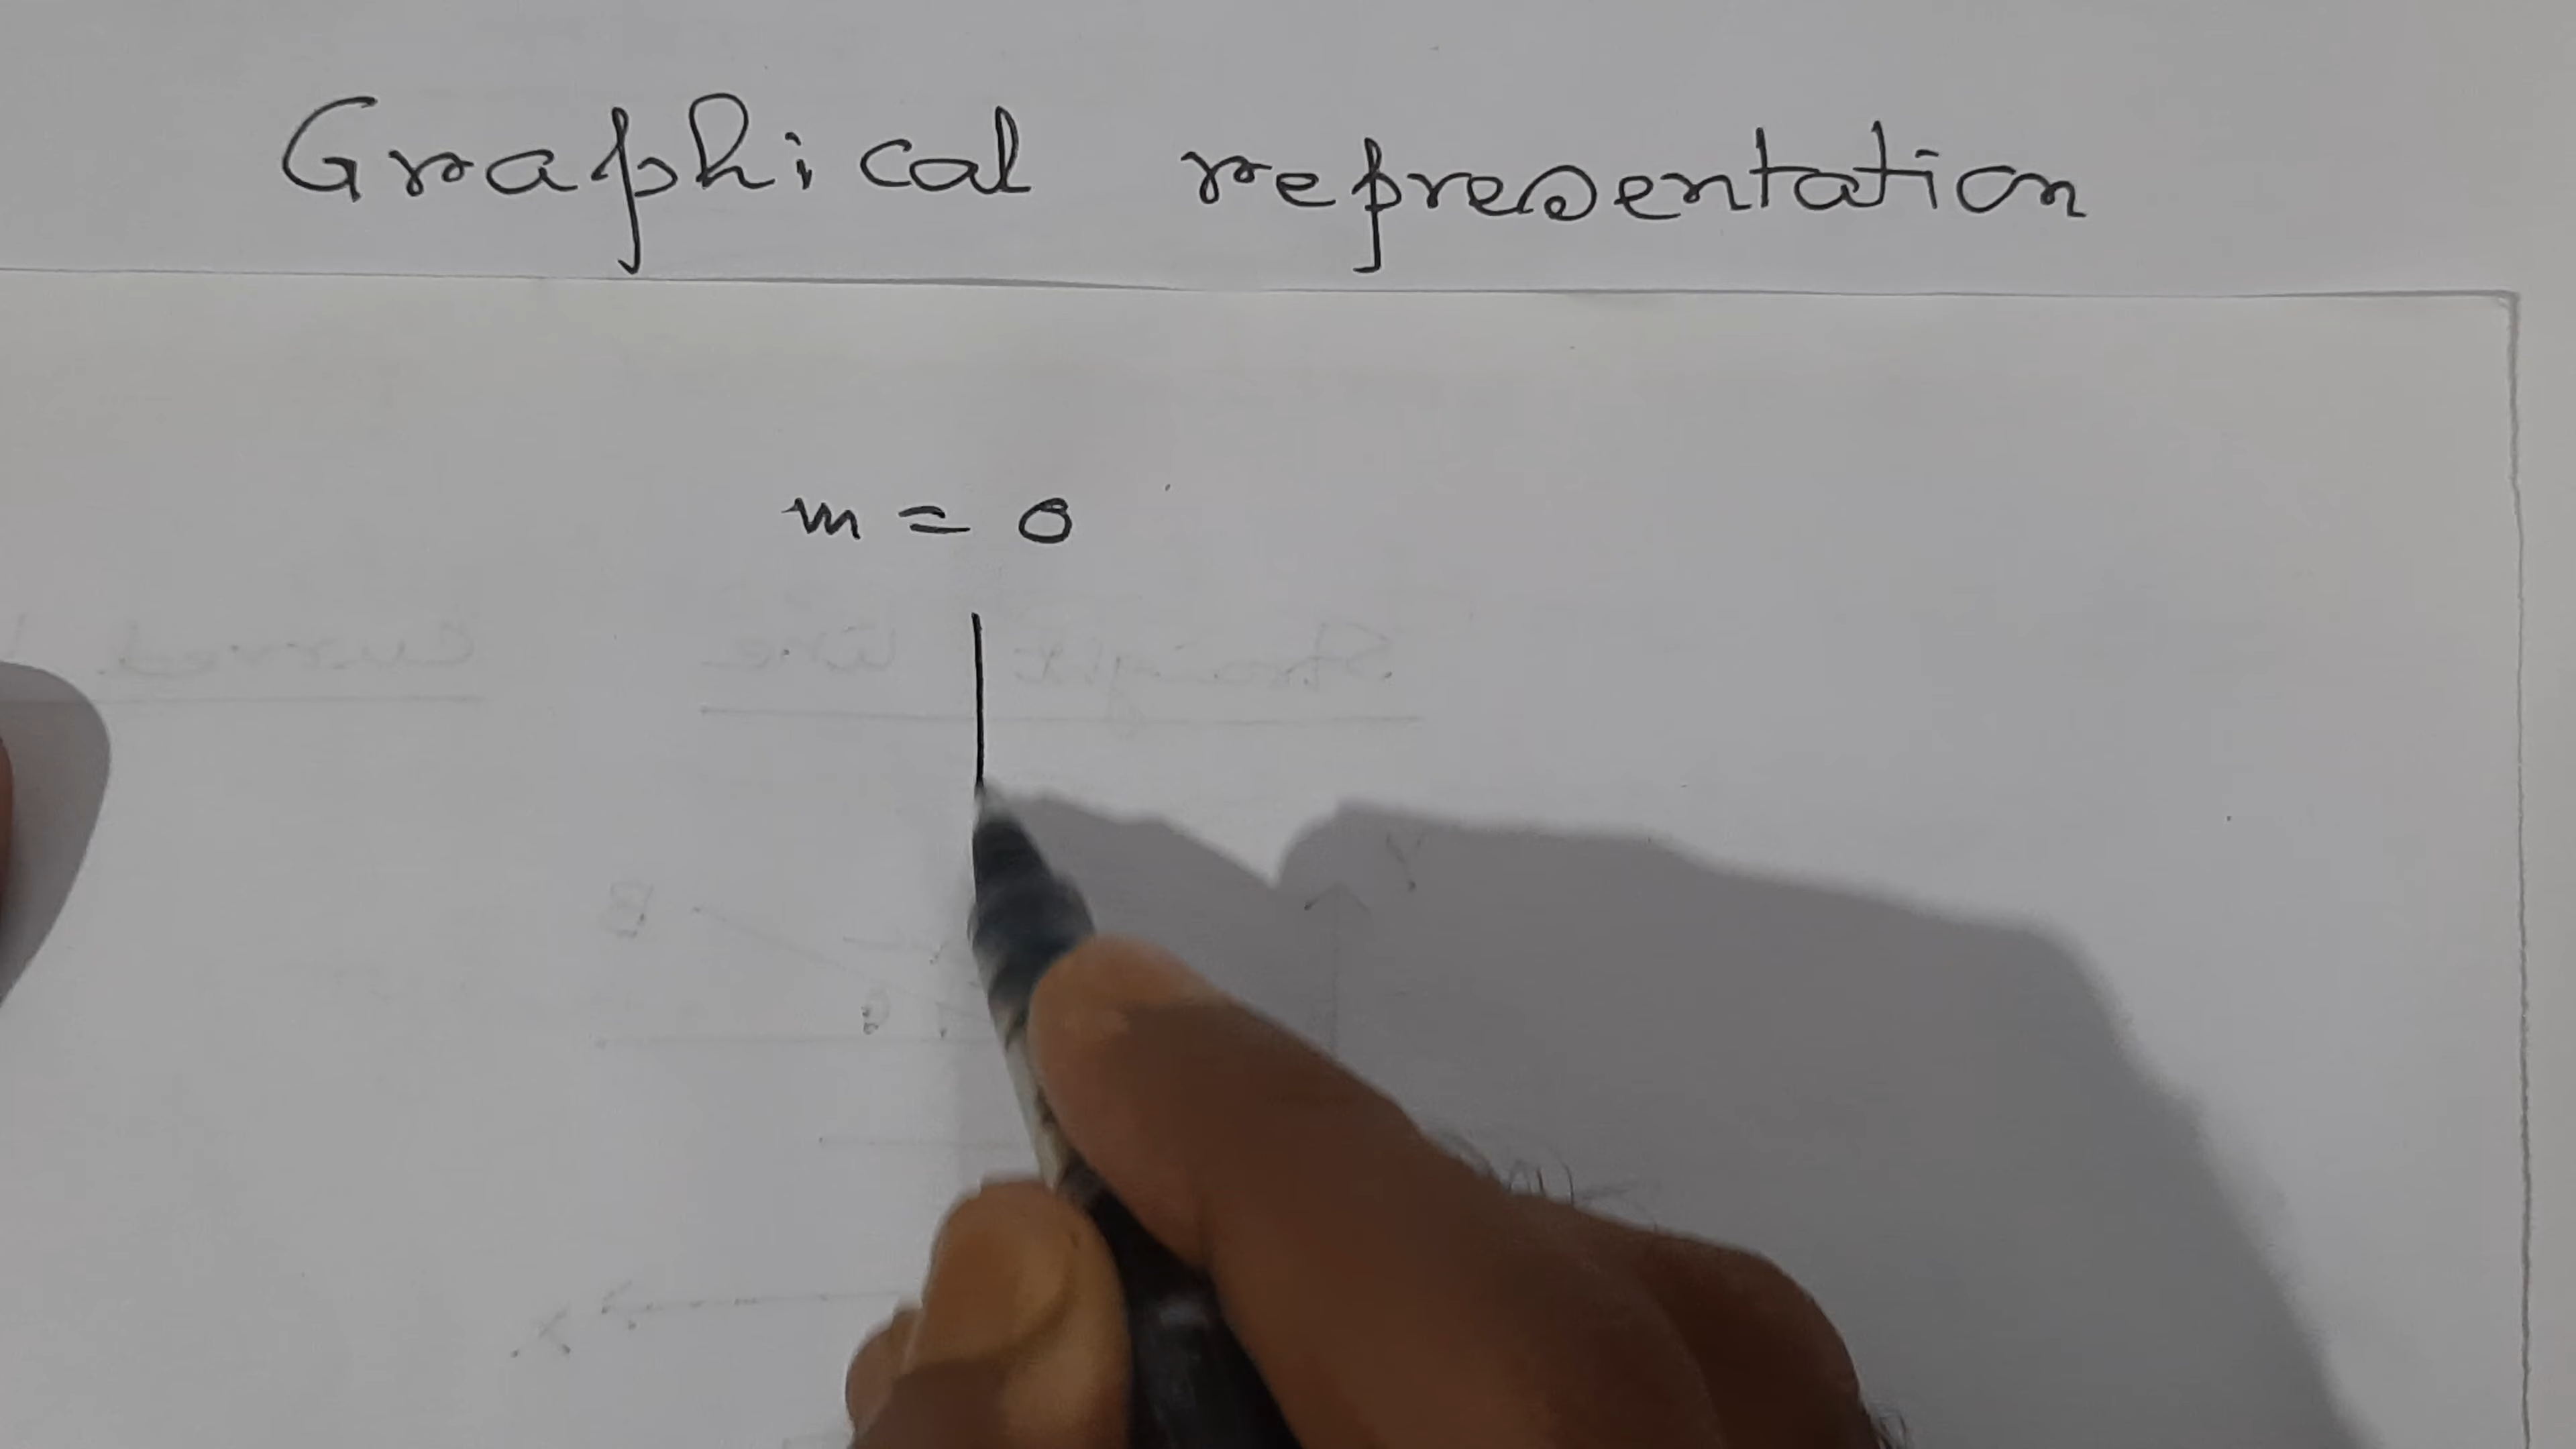 Graphical representation
m = 0